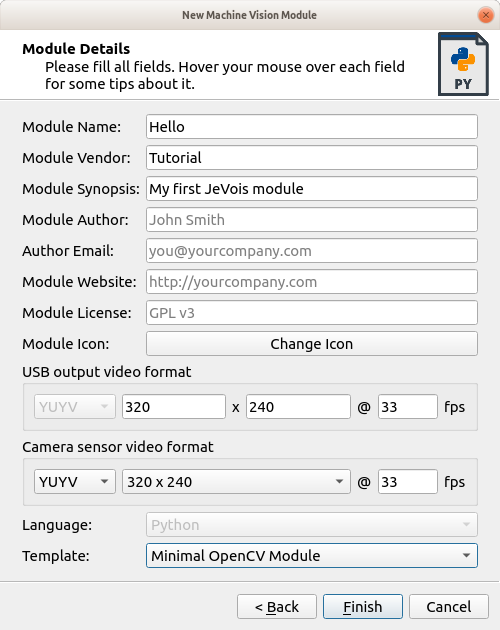 New Machine Vision Module
Module Details
Please fill all fields. Hover your mouse over each field
for some tips about it.
PY
Module Name: Hello
Module Vendor: Tutorial
Module Synopsis: My first JeVois module
Module Author: John Smith
Author Email: you@yourcompany.com
Module Website: http://yourcompany.com
Module License: GPL v3
Module Icon: Change Icon
USB output video format
YUYV 320 x 240 @ 33 fps
Camera sensor video format
YUYV 320 x 240 @ 33 fps
Language: Python
Template: Minimal OpenCV Module
< Back Finish Cancel